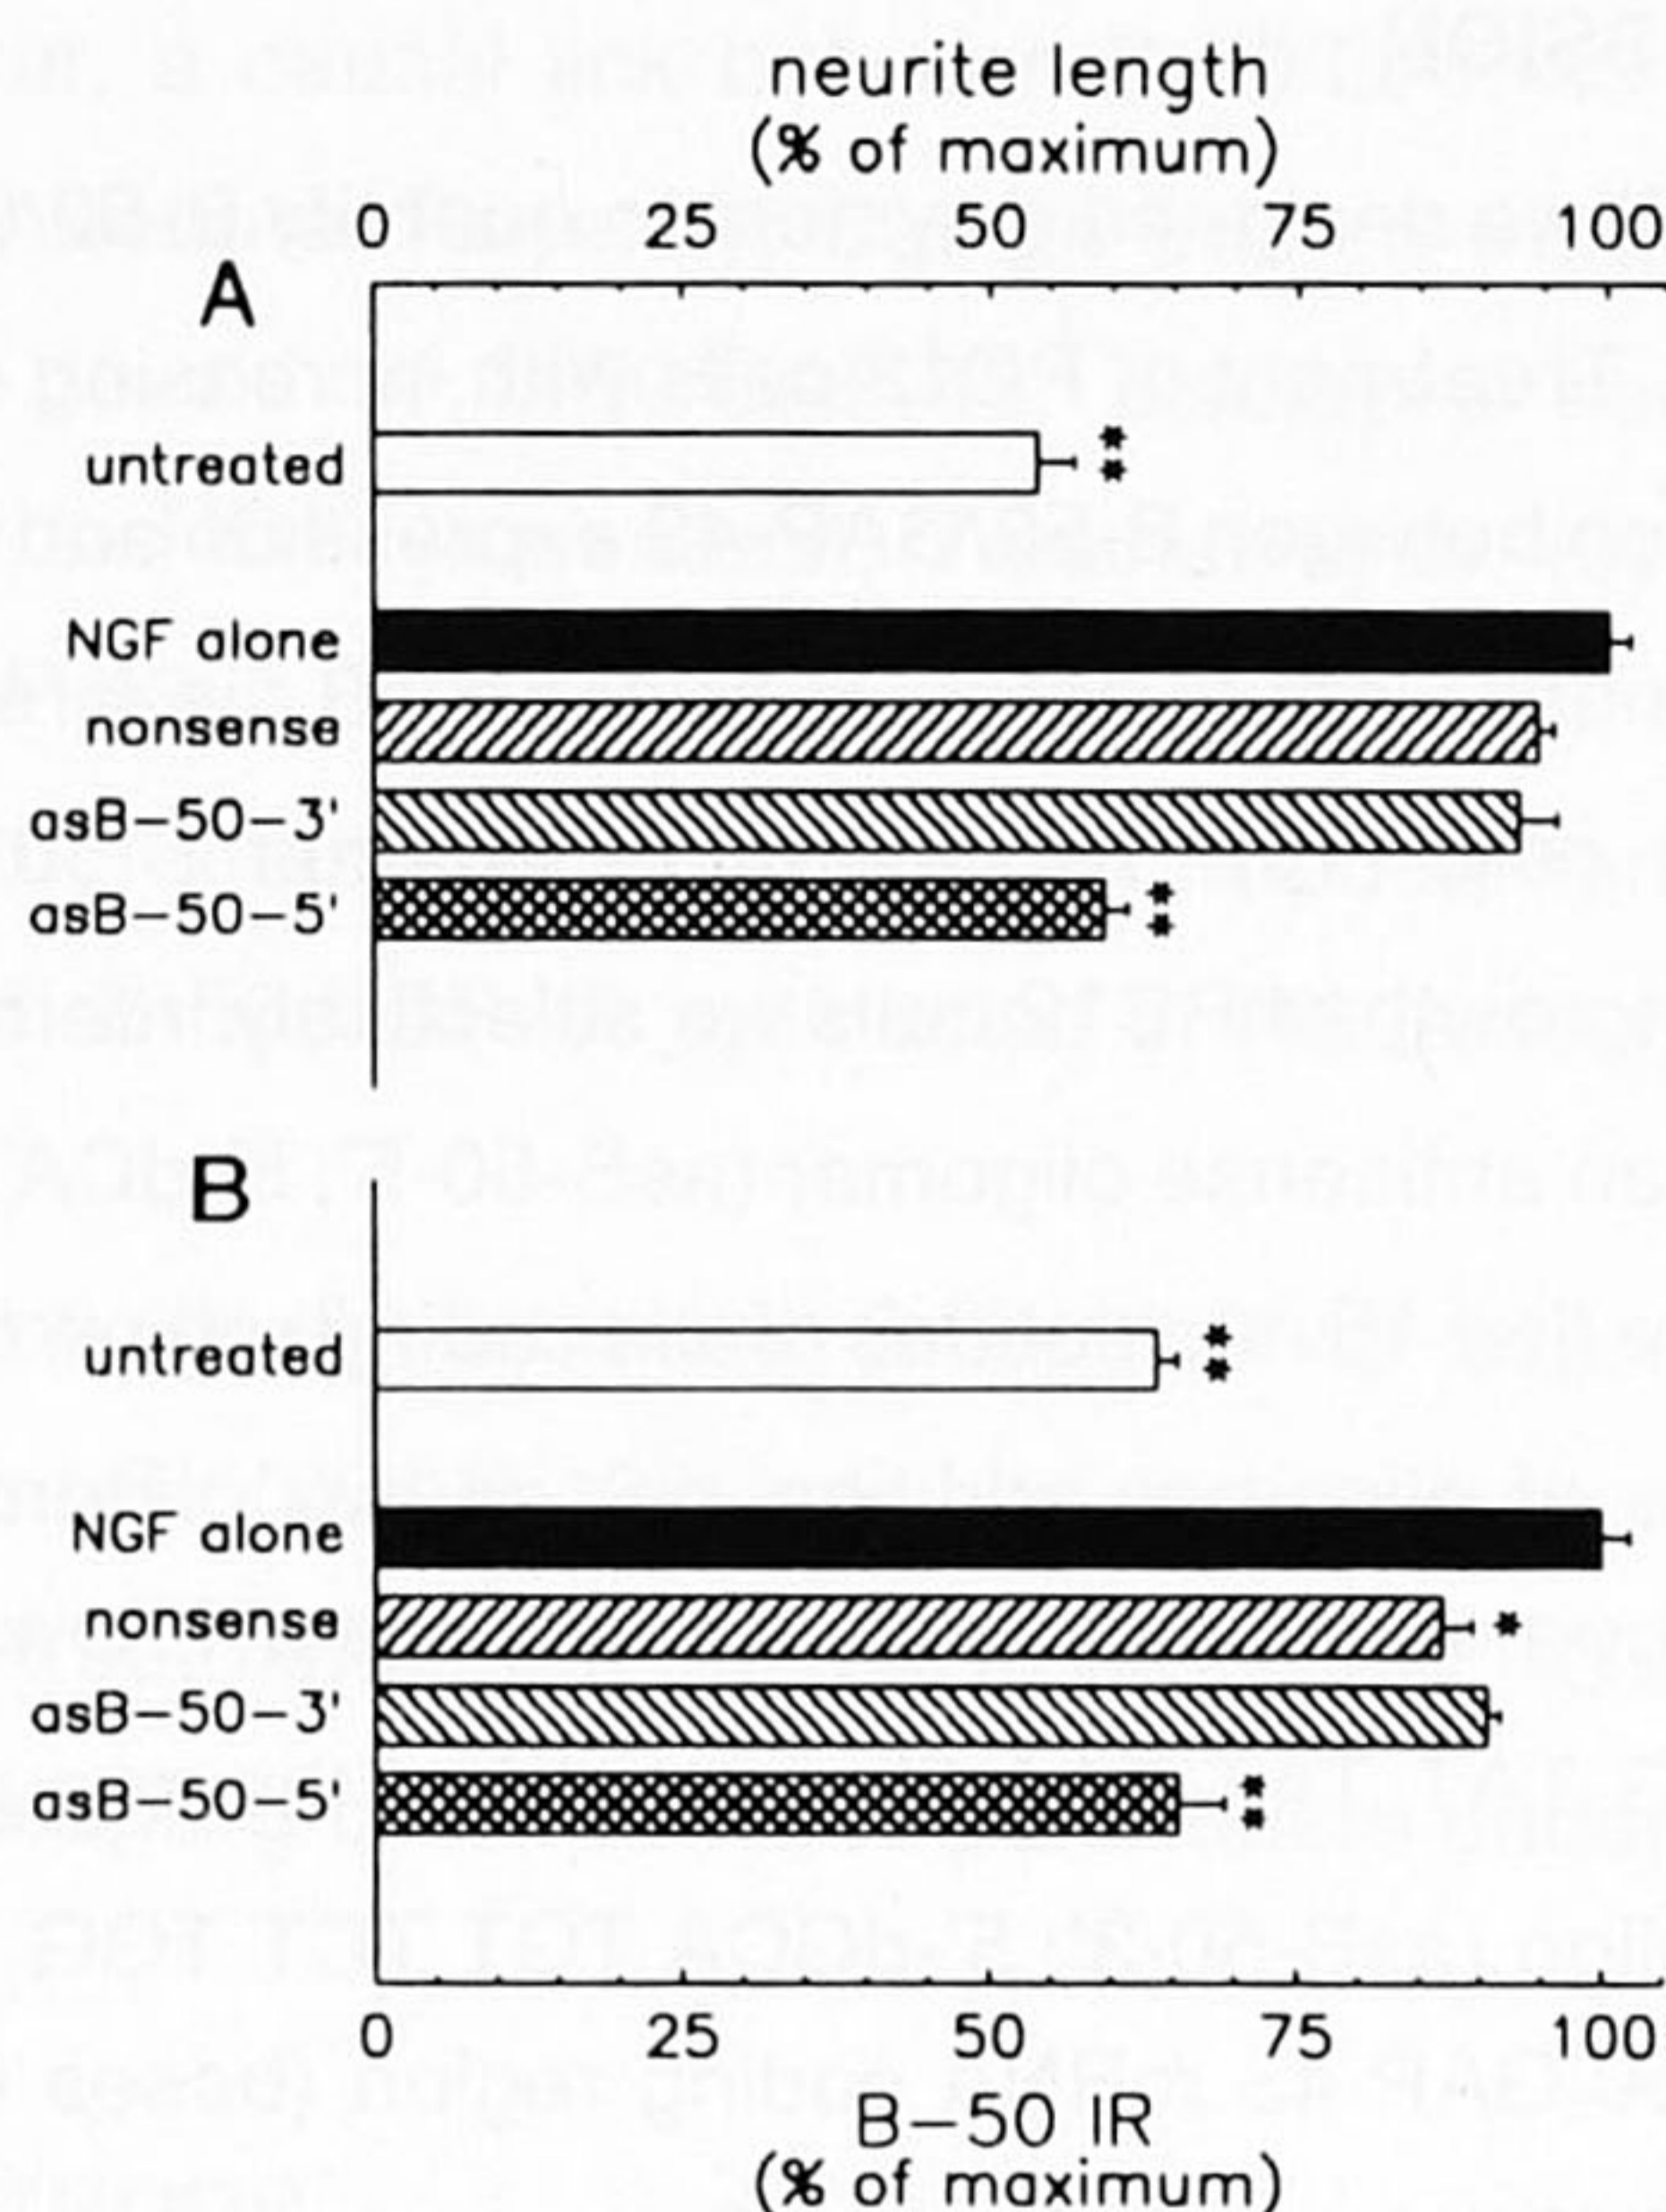 neurite length
(% of maximum)
0 25 50 75 100
A
untreated **
NGF alone
nonsense
asB-50-3'
asB-50-5' **
B
untreated **
NGF alone
nonsense *
asB-50-3'
asB-50-5' **
0 25 50 75 100
B-50 IR
(% of maximum)